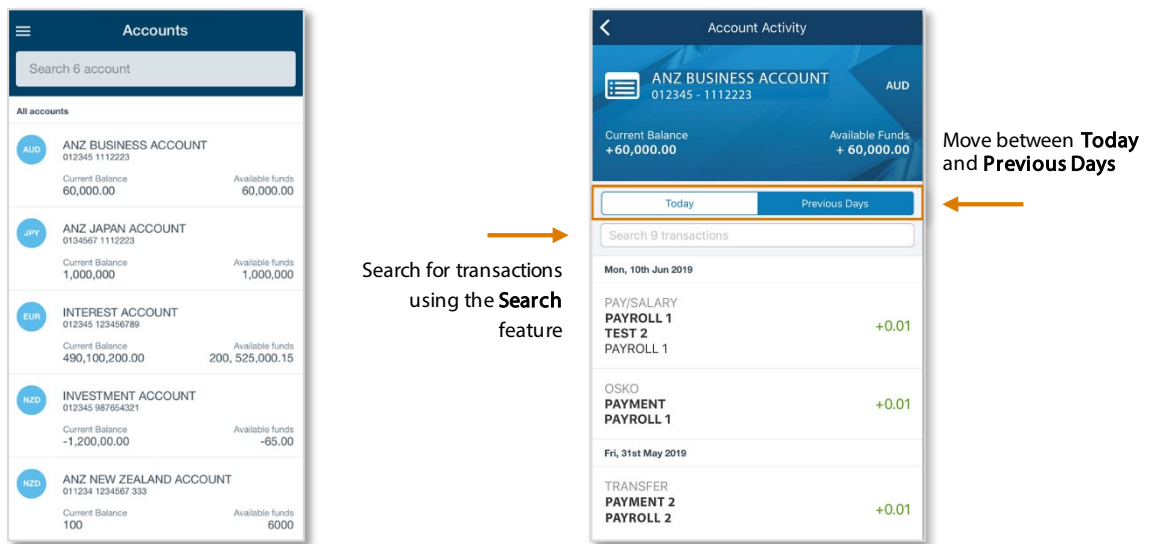 Accounts
Search 6 account
All accounts
AUD
ANZ BUSINESS ACCOUNT
012345 1112223
Current Balance Available funds
60,000.00 60,000.00
JPY
ANZ JAPAN ACCOUNT
0134567 1112223
Current Balance Available funds
1,000,000 1,000,000
EUR
INTEREST ACCOUNT
012345 123456789
Current Balance Available funds
490,100,200.00 200, 525,000.15
NZD
INVESTMENT ACCOUNT
012345 987654321
Current Balance Available funds
-1,200,00.00 -65.00
NZD
ANZ NEW ZEALAND ACCOUNT
011234 1234567 333
Current Balance Available funds
100 6000
Search for transactions
using the Search
feature
Account Activity
ANZ BUSINESS ACCOUNT
012345 - 1112223
AUD
Current Balance Available Funds
+60,000.00 + 60,000.00
Today Previous Days
Search 9 transactions
Mon, 10th Jun 2019
PAY/SALARY
PAYROLL 1
TEST 2
PAYROLL 1
+0.01
OSKO
PAYMENT
PAYROLL 1
+0.01
Fri, 31st May 2019
TRANSFER
PAYMENT 2
PAYROLL 2
+0.01
Move between Today
and Previous Days